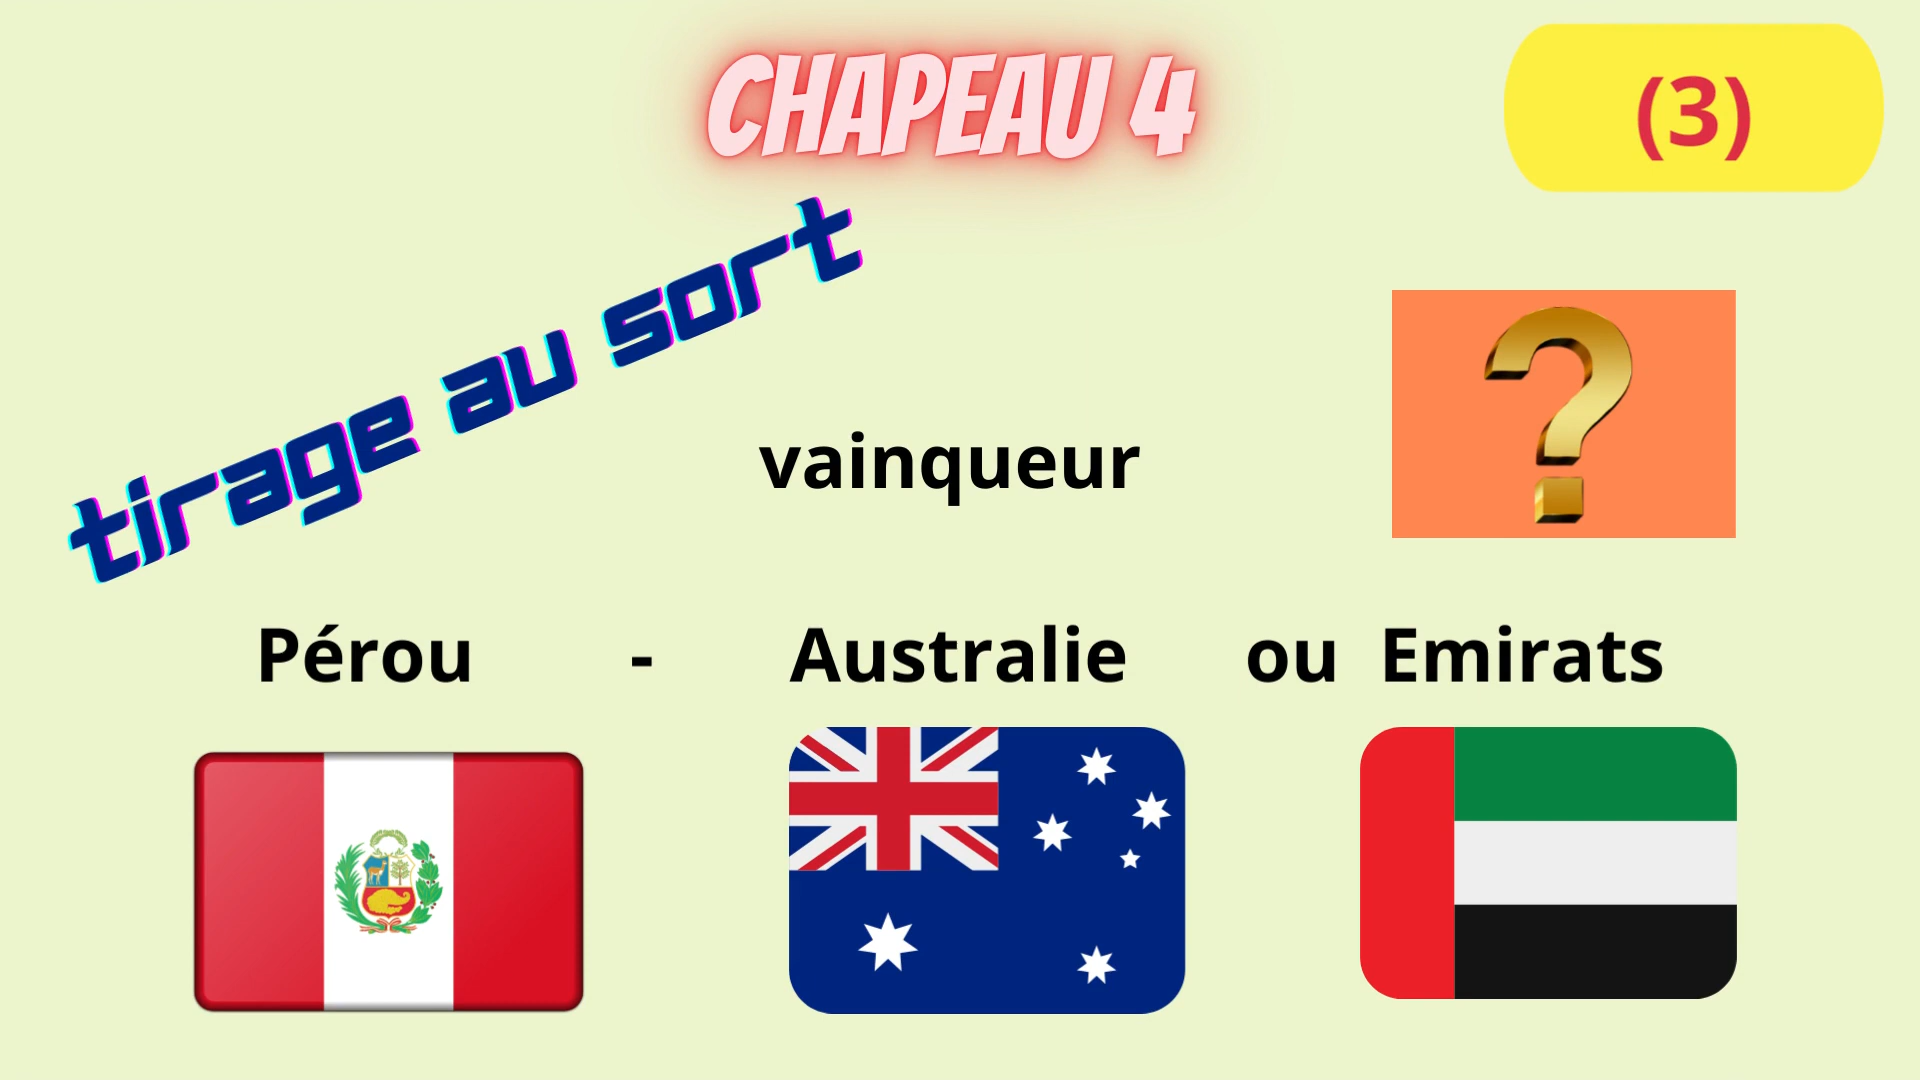 CHAPEAU 4
(3)
tirage au sort
?
vainqueur
Pérou - Australie ou Emirats